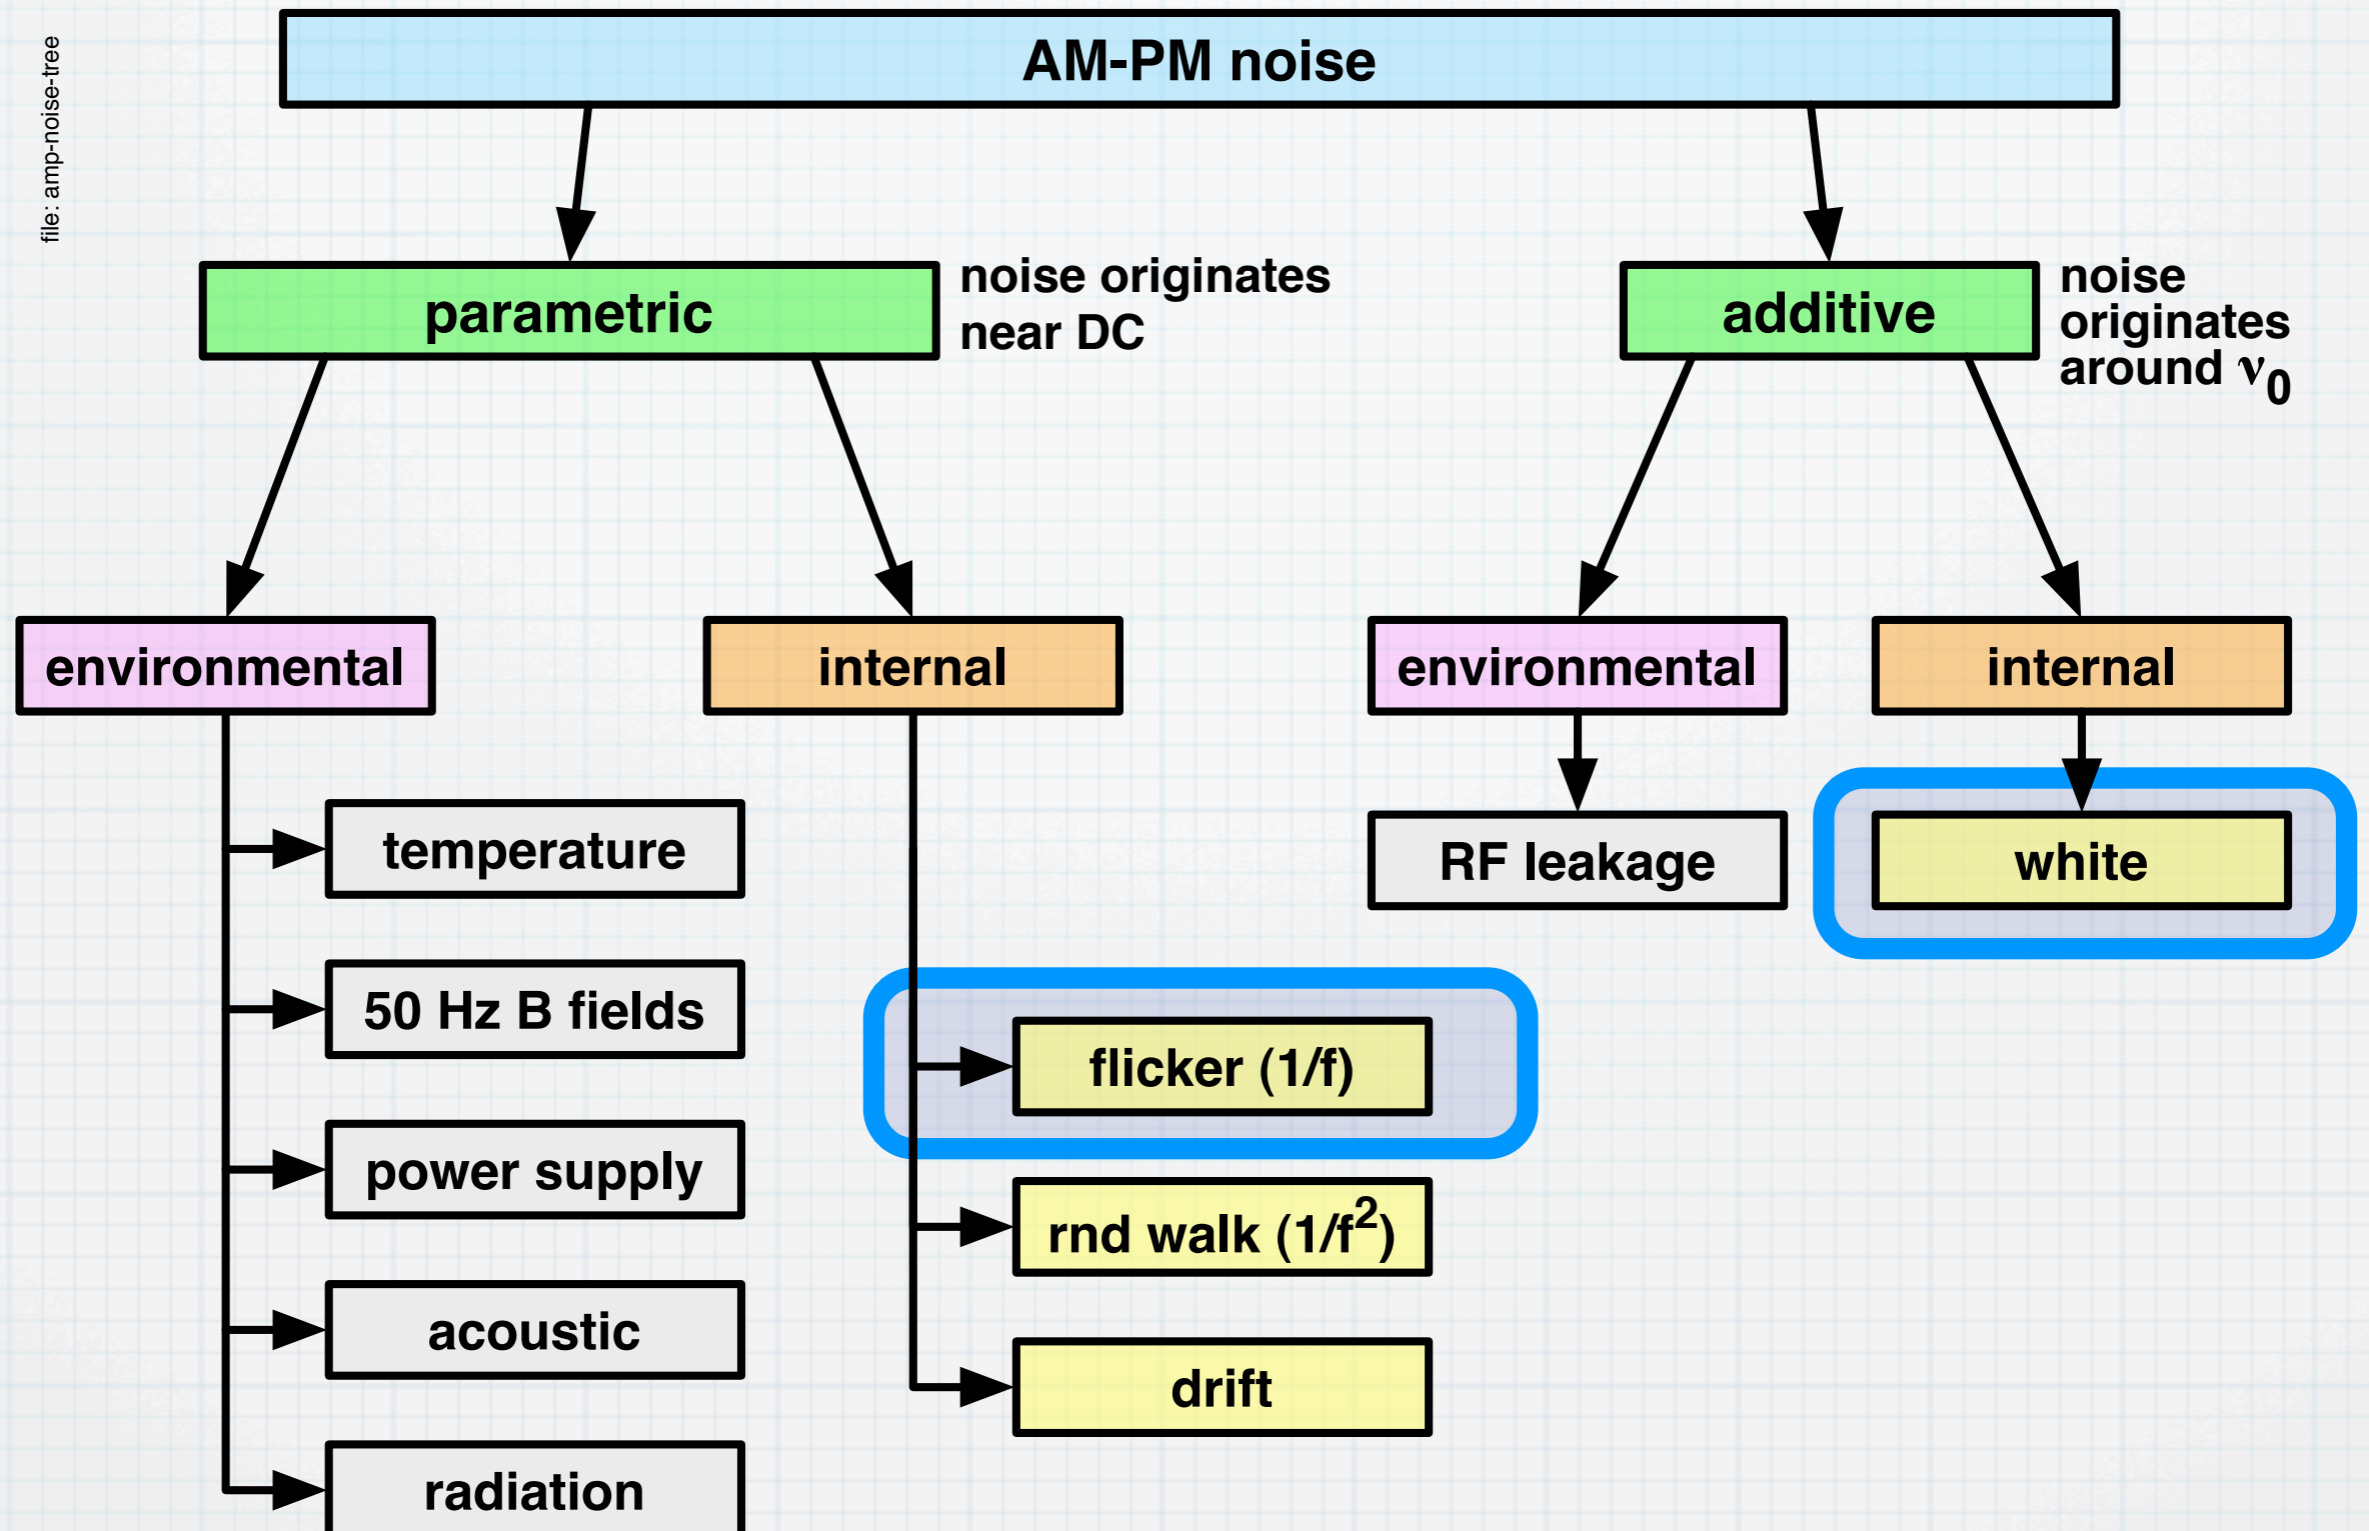 file: amp-noise-tree
AM-PM noise
parametric
noise originates
near DC
additive
noise
originates
around ν₀
environmental
internal
environmental
internal
temperature
50 Hz B fields
power supply
acoustic
radiation
flicker (1/f)
rnd walk (1/f²)
drift
RF leakage
white